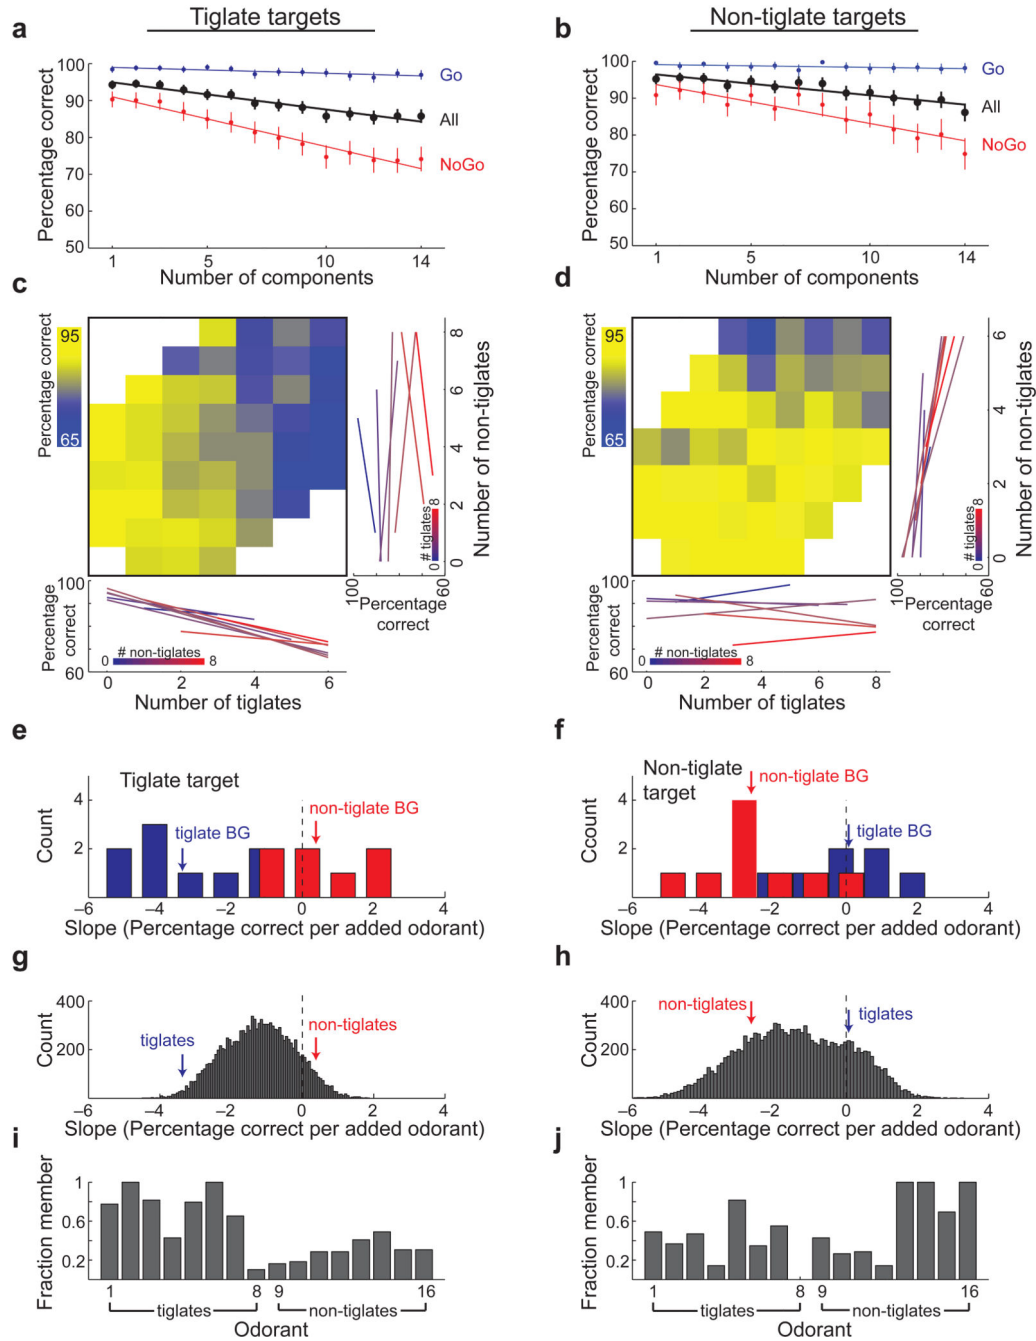 Tiglate targets
Non-tiglate targets
a
Percentage correct
100
90
80
70
60
50
Go
All
NoGo
1
5
10
14
Number of components
b
Percentage correct
100
90
80
70
60
50
Go
All
NoGo
1
5
10
14
Number of components
c
Percentage correct
95
65
8
6
4
2
0
Number of non-tiglates
# tiglates
0
8
100
60
Percentage
correct
Percentage
correct
100
60
# non-tiglates
0
8
0
2
4
6
Number of tiglates
d
Percentage correct
95
65
6
4
2
0
Number of non-tiglates
# tiglates
0
8
100
60
Percentage
correct
Percentage
correct
100
60
# non-tiglates
0
8
0
2
4
6
8
Number of tiglates
e
Tiglate target
Count
4
2
tiglate BG
non-tiglate BG
−6
−4
−2
0
2
4
Slope (Percentage correct per added odorant)
f
Non-tiglate
target
Ccount
4
2
non-tiglate BG
tiglate BG
−6
−4
−2
0
2
4
Slope (Percentage correct per added odorant)
g
Count
400
200
tiglates
non-tiglates
−6
−4
−2
0
2
4
Slope (Percentage correct per added odorant)
h
Count
400
200
non-tiglates
tiglates
−6
−4
−2
0
2
4
Slope (Percentage correct per added odorant)
i
Fraction member
1
0.6
0.2
1
8
9
16
tiglates
non-tiglates
Odorant
j
Fraction member
1
0.6
0.2
1
8
9
16
tiglates
non-tiglates
Odorant